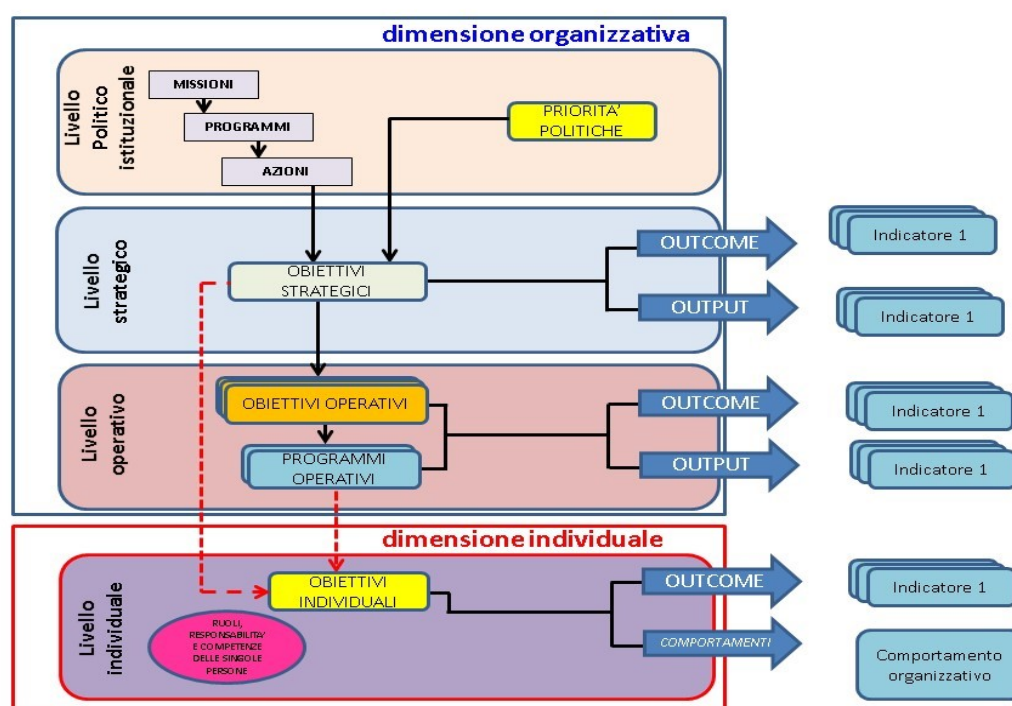 dimensione organizzativa
Livello
Politico
istituzionale
MISSIONI
PROGRAMMI
AZIONI
PRIORITA'
POLITICHE
Livello
strategico
OBIETTIVI
STRATEGICI
OUTCOME
Indicatore 1
OUTPUT
Indicatore 1
Livello
operativo
OBIETTIVI OPERATIVI
PROGRAMMI
OPERATIVI
OUTCOME
Indicatore 1
OUTPUT
Indicatore 1
dimensione individuale
Livello
individuale
OBIETTIVI
INDIVIDUALI
RUOLI,
RESPONSABILITA'
E COMPETENZE
DELLE SINGOLE
PERSONE
OUTCOME
Indicatore 1
COMPORTAMENTI
Comportamento
organizzativo